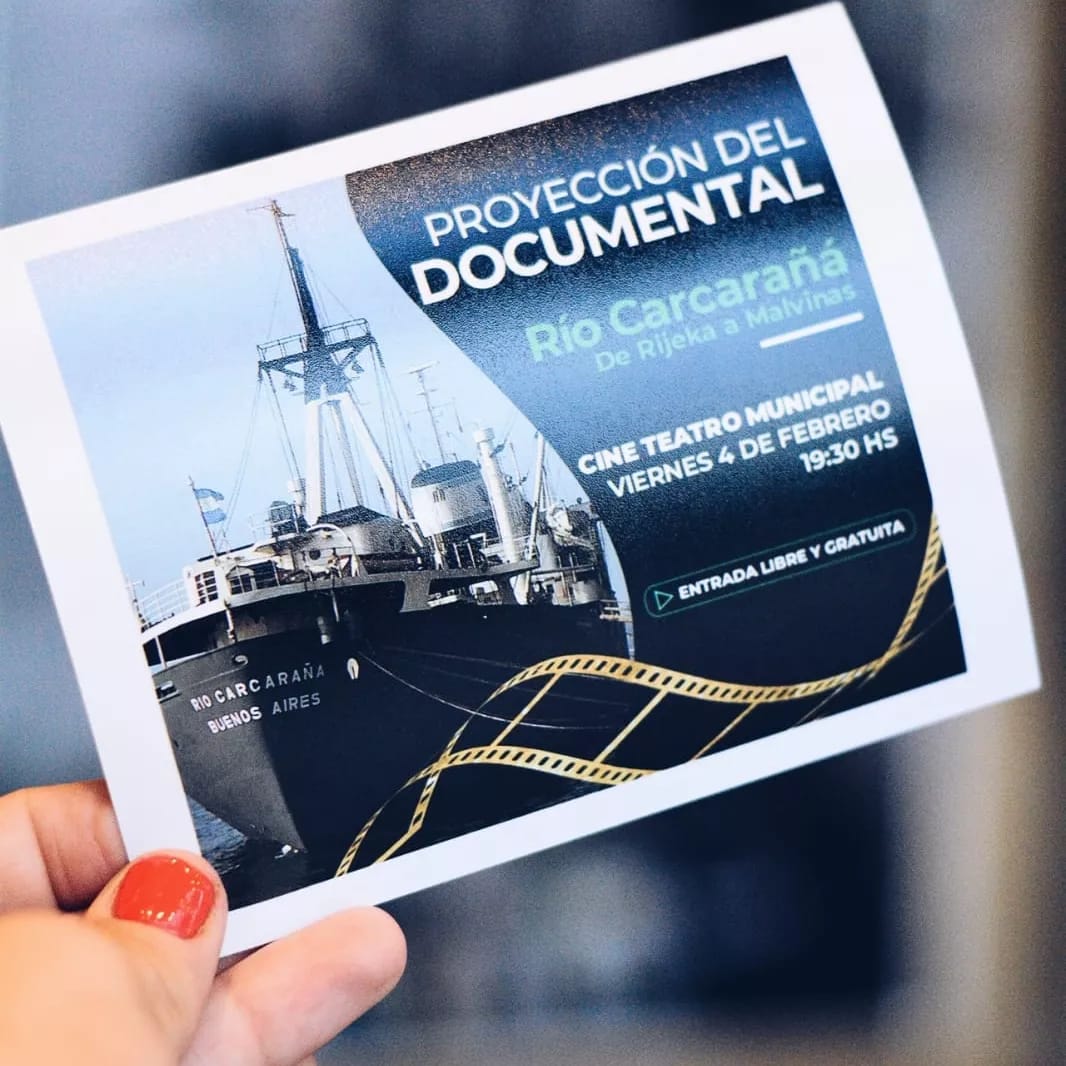 PROYECCIÓN DEL
DOCUMENTAL
Río Carcarañá
De Rijeka a Malvinas
CINE TEATRO MUNICIPAL
VIERNES 4 DE FEBRERO
19:30 HS
ENTRADA LIBRE Y GRATUITA
RIO CARCARAÑA
BUENOS AIRES